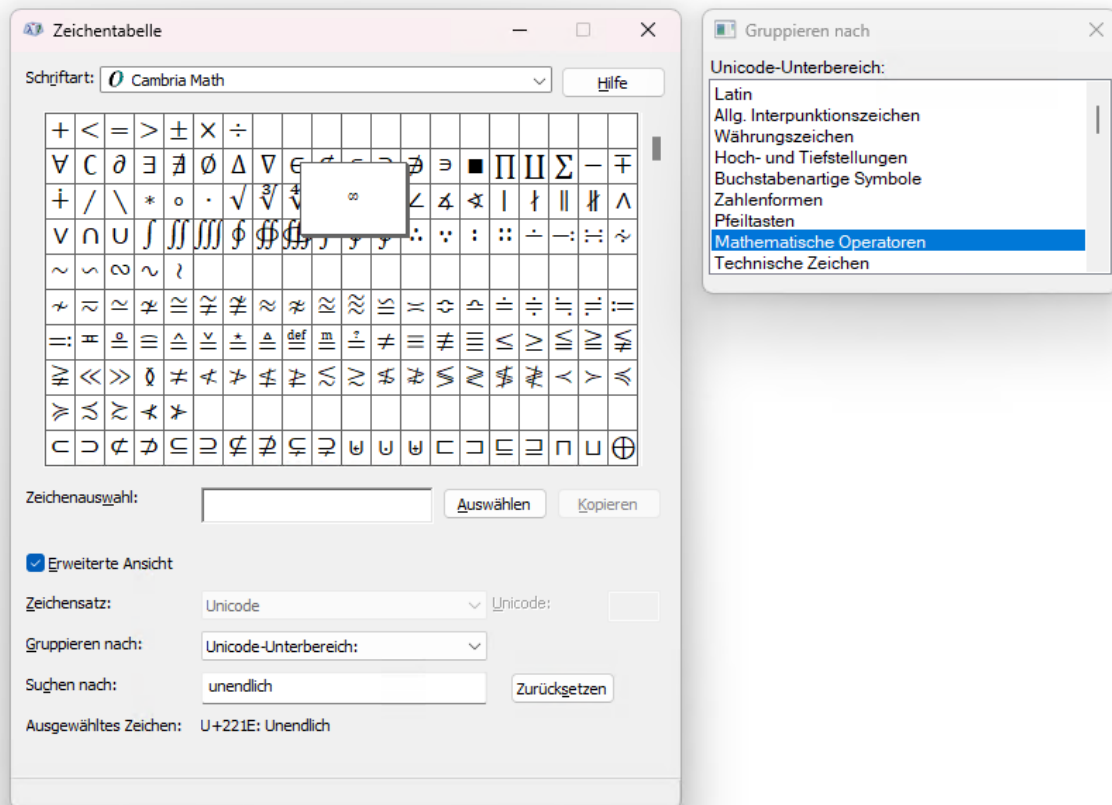 Zeichentabelle
Schriftart: Cambria Math
Hilfe
+ < = > ± × ÷
∀ ∁ ∂ ∃ ∄ ∅ ∆ ∇ ∈ ∌ ∍ ∎ ∏ ∐ ∑ − ∓
∔ ∕ ∖ ∗ ∘ ∙ √ ∛ ∜ ∞ ∠ ∡ ∢ ∣ ∤ ∥ ∦ ∧
∨ ∩ ∪ ∫ ∬ ∭ ∮ ∯ ∰ ∱ ∲ ∳ ∴ ∵ ∶ ∷ ∸ ∹ ∺ ∻
∼ ∽ ∾ ∿ ≀
≁ ≂ ≃ ≄ ≅ ≆ ≇ ≈ ≉ ≊ ≋ ≌ ≍ ≎ ≏ ≐ ≑ ≒ ≓ ≔
≕ ≖ ≗ ≘ ≙ ≚ ≛ ≜ ≝ ≞ ≟ ≠ ≡ ≢ ≣ ≤ ≥ ≦ ≧ ≨
≩ ≪ ≫ ≬ ≭ ≮ ≯ ≰ ≱ ≲ ≳ ≴ ≵ ≶ ≷ ≸ ≹ ≺ ≻ ≼
≽ ≾ ≿ ⊀ ⊁
⊂ ⊃ ⊄ ⊅ ⊆ ⊇ ⊈ ⊉ ⊊ ⊋ ⊌ ⊍ ⊎ ⊏ ⊐ ⊑ ⊒ ⊓ ⊔ ⊕
Zeichenauswahl:
Auswählen
Kopieren
Erweiterte Ansicht
Zeichensatz: Unicode
Unicode:
Gruppieren nach: Unicode-Unterbereich:
Suchen nach: unendlich
Zurücksetzen
Ausgewähltes Zeichen: U+221E: Unendlich
Gruppieren nach
Unicode-Unterbereich:
Latin
Allg. Interpunktionszeichen
Währungszeichen
Hoch- und Tiefstellungen
Buchstabenartige Symbole
Zahlenformen
Pfeiltasten
Mathematische Operatoren
Technische Zeichen